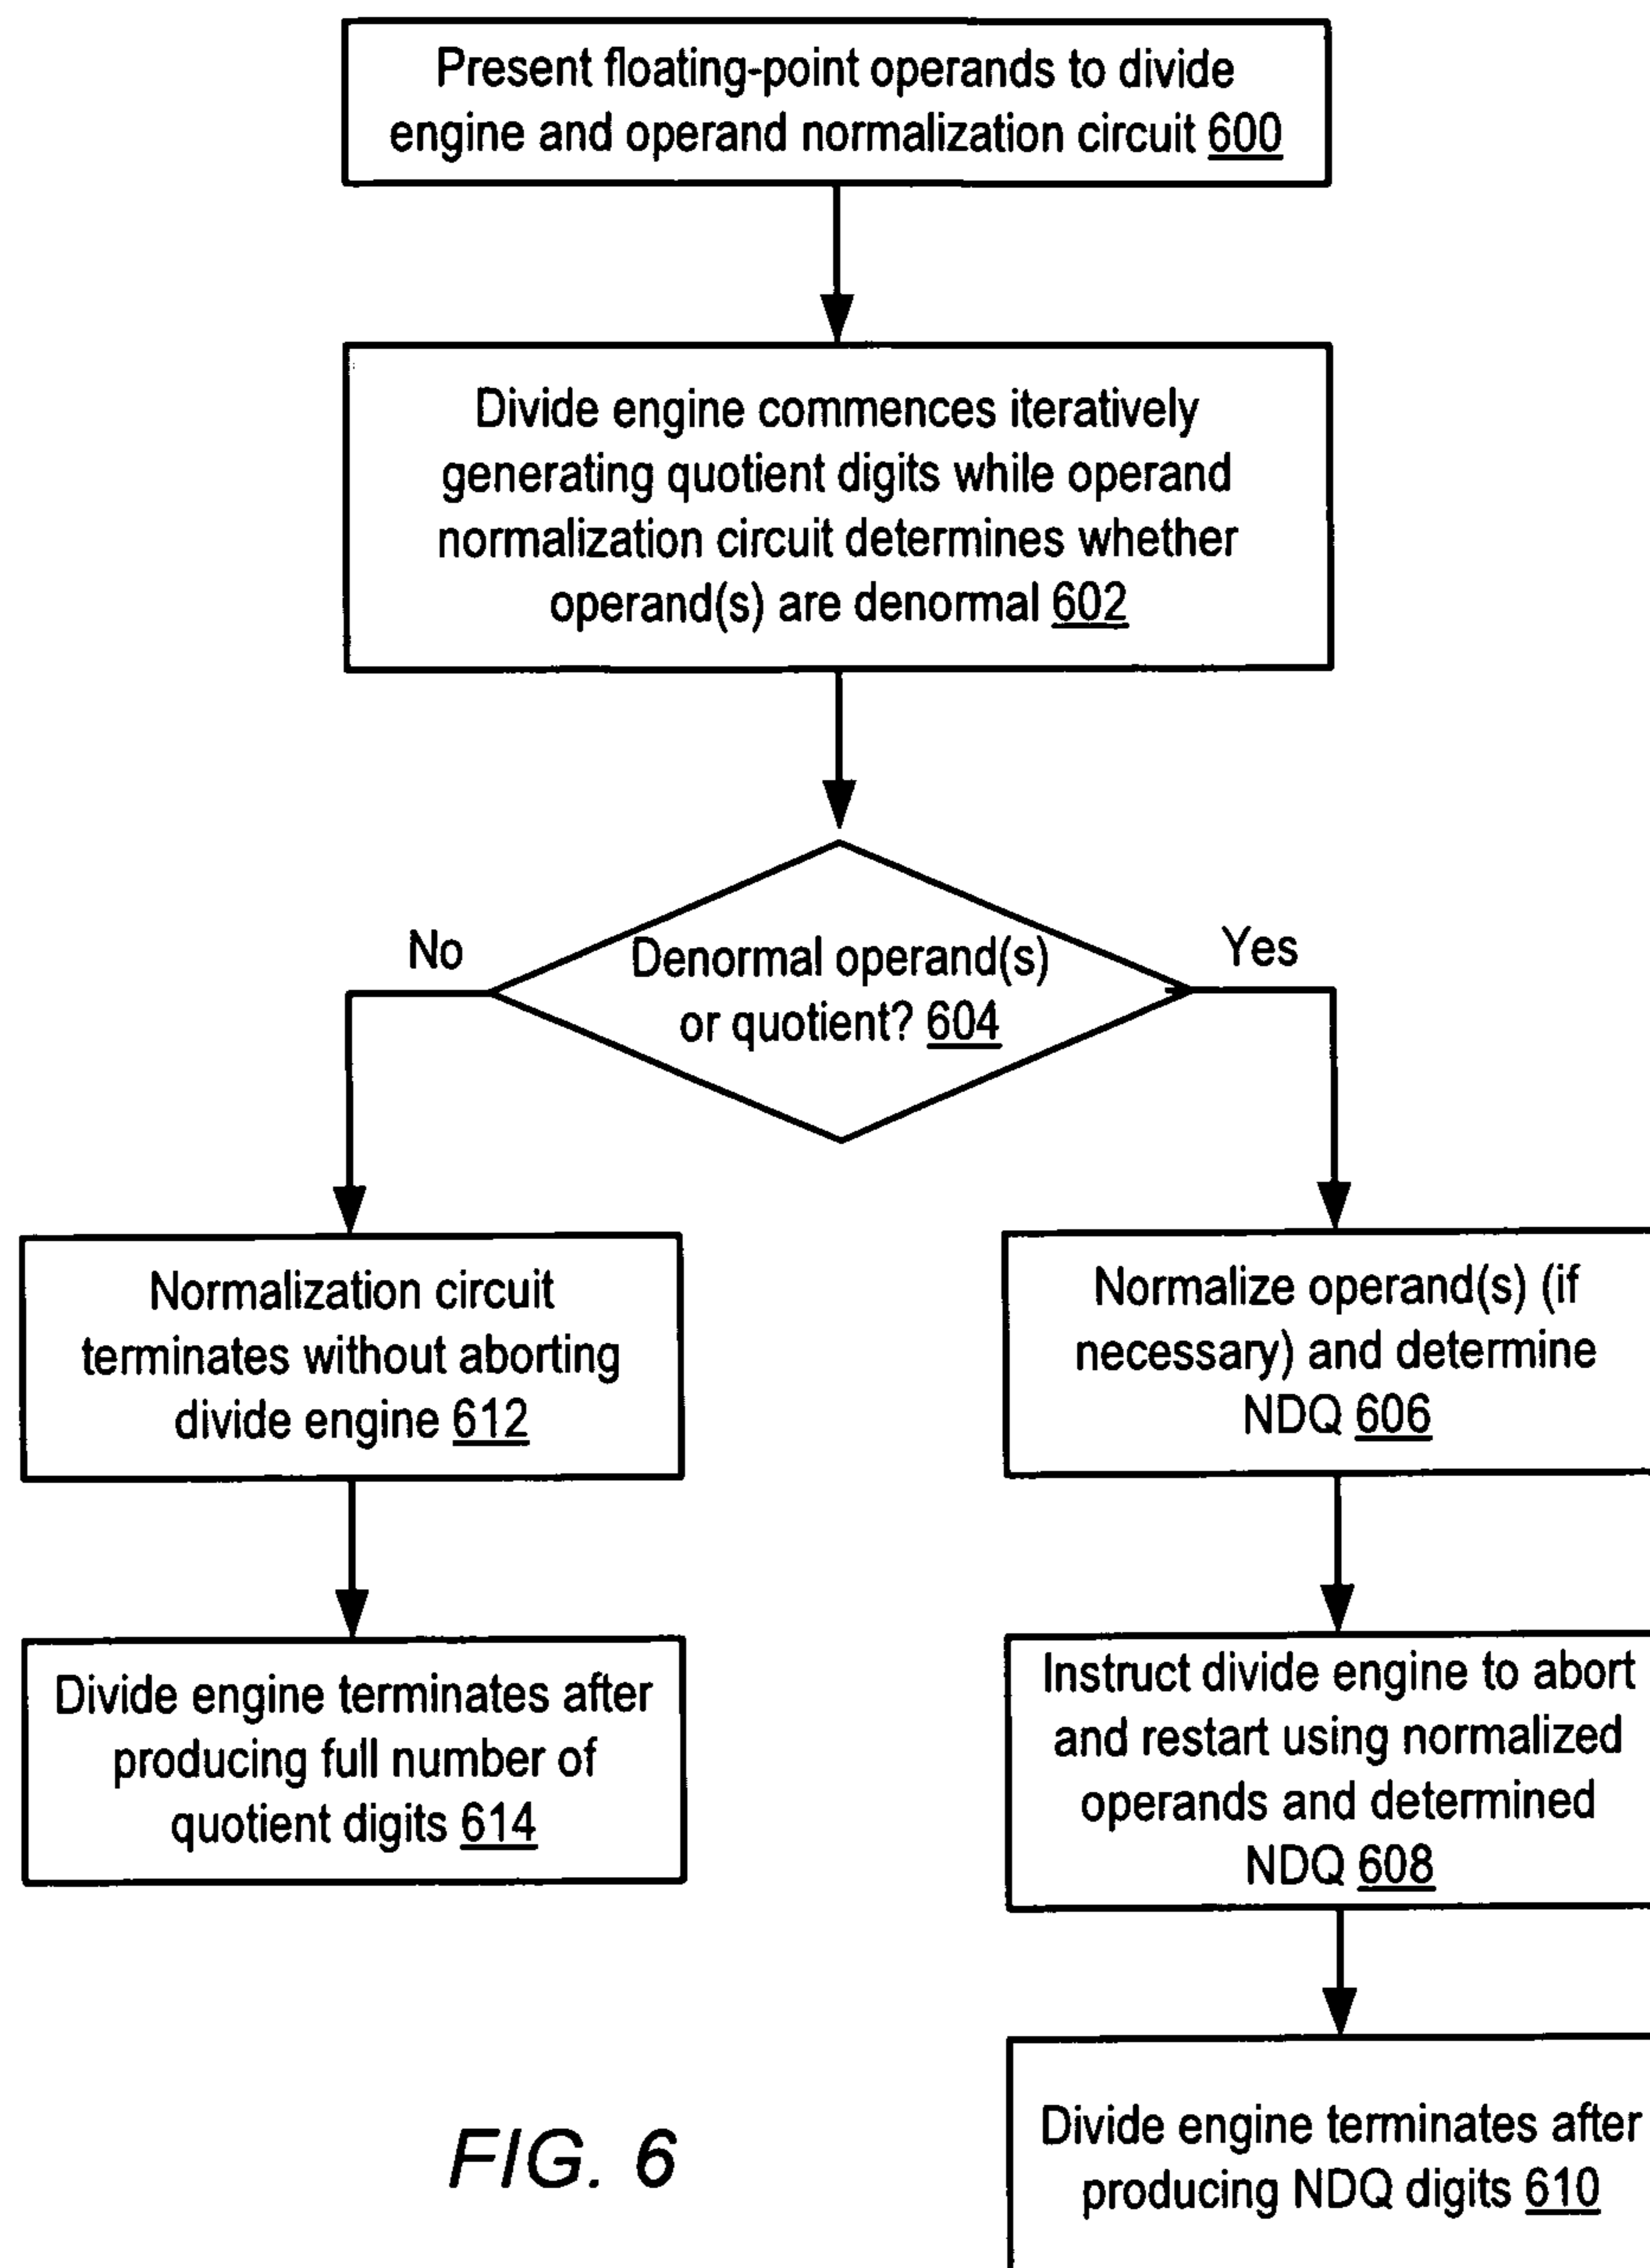 Present floating-point operands to divide
engine and operand normalization circuit 600
Divide engine commences iteratively
generating quotient digits while operand
normalization circuit determines whether
operand(s) are denormal 602
No
Denormal operand(s)
or quotient? 604
Yes
Normalization circuit
terminates without aborting
divide engine 612
Normalize operand(s) (if
necessary) and determine
NDQ 606
Divide engine terminates after
producing full number of
quotient digits 614
Instruct divide engine to abort
and restart using normalized
operands and determined
NDQ 608
Divide engine terminates after
producing NDQ digits 610
FIG. 6